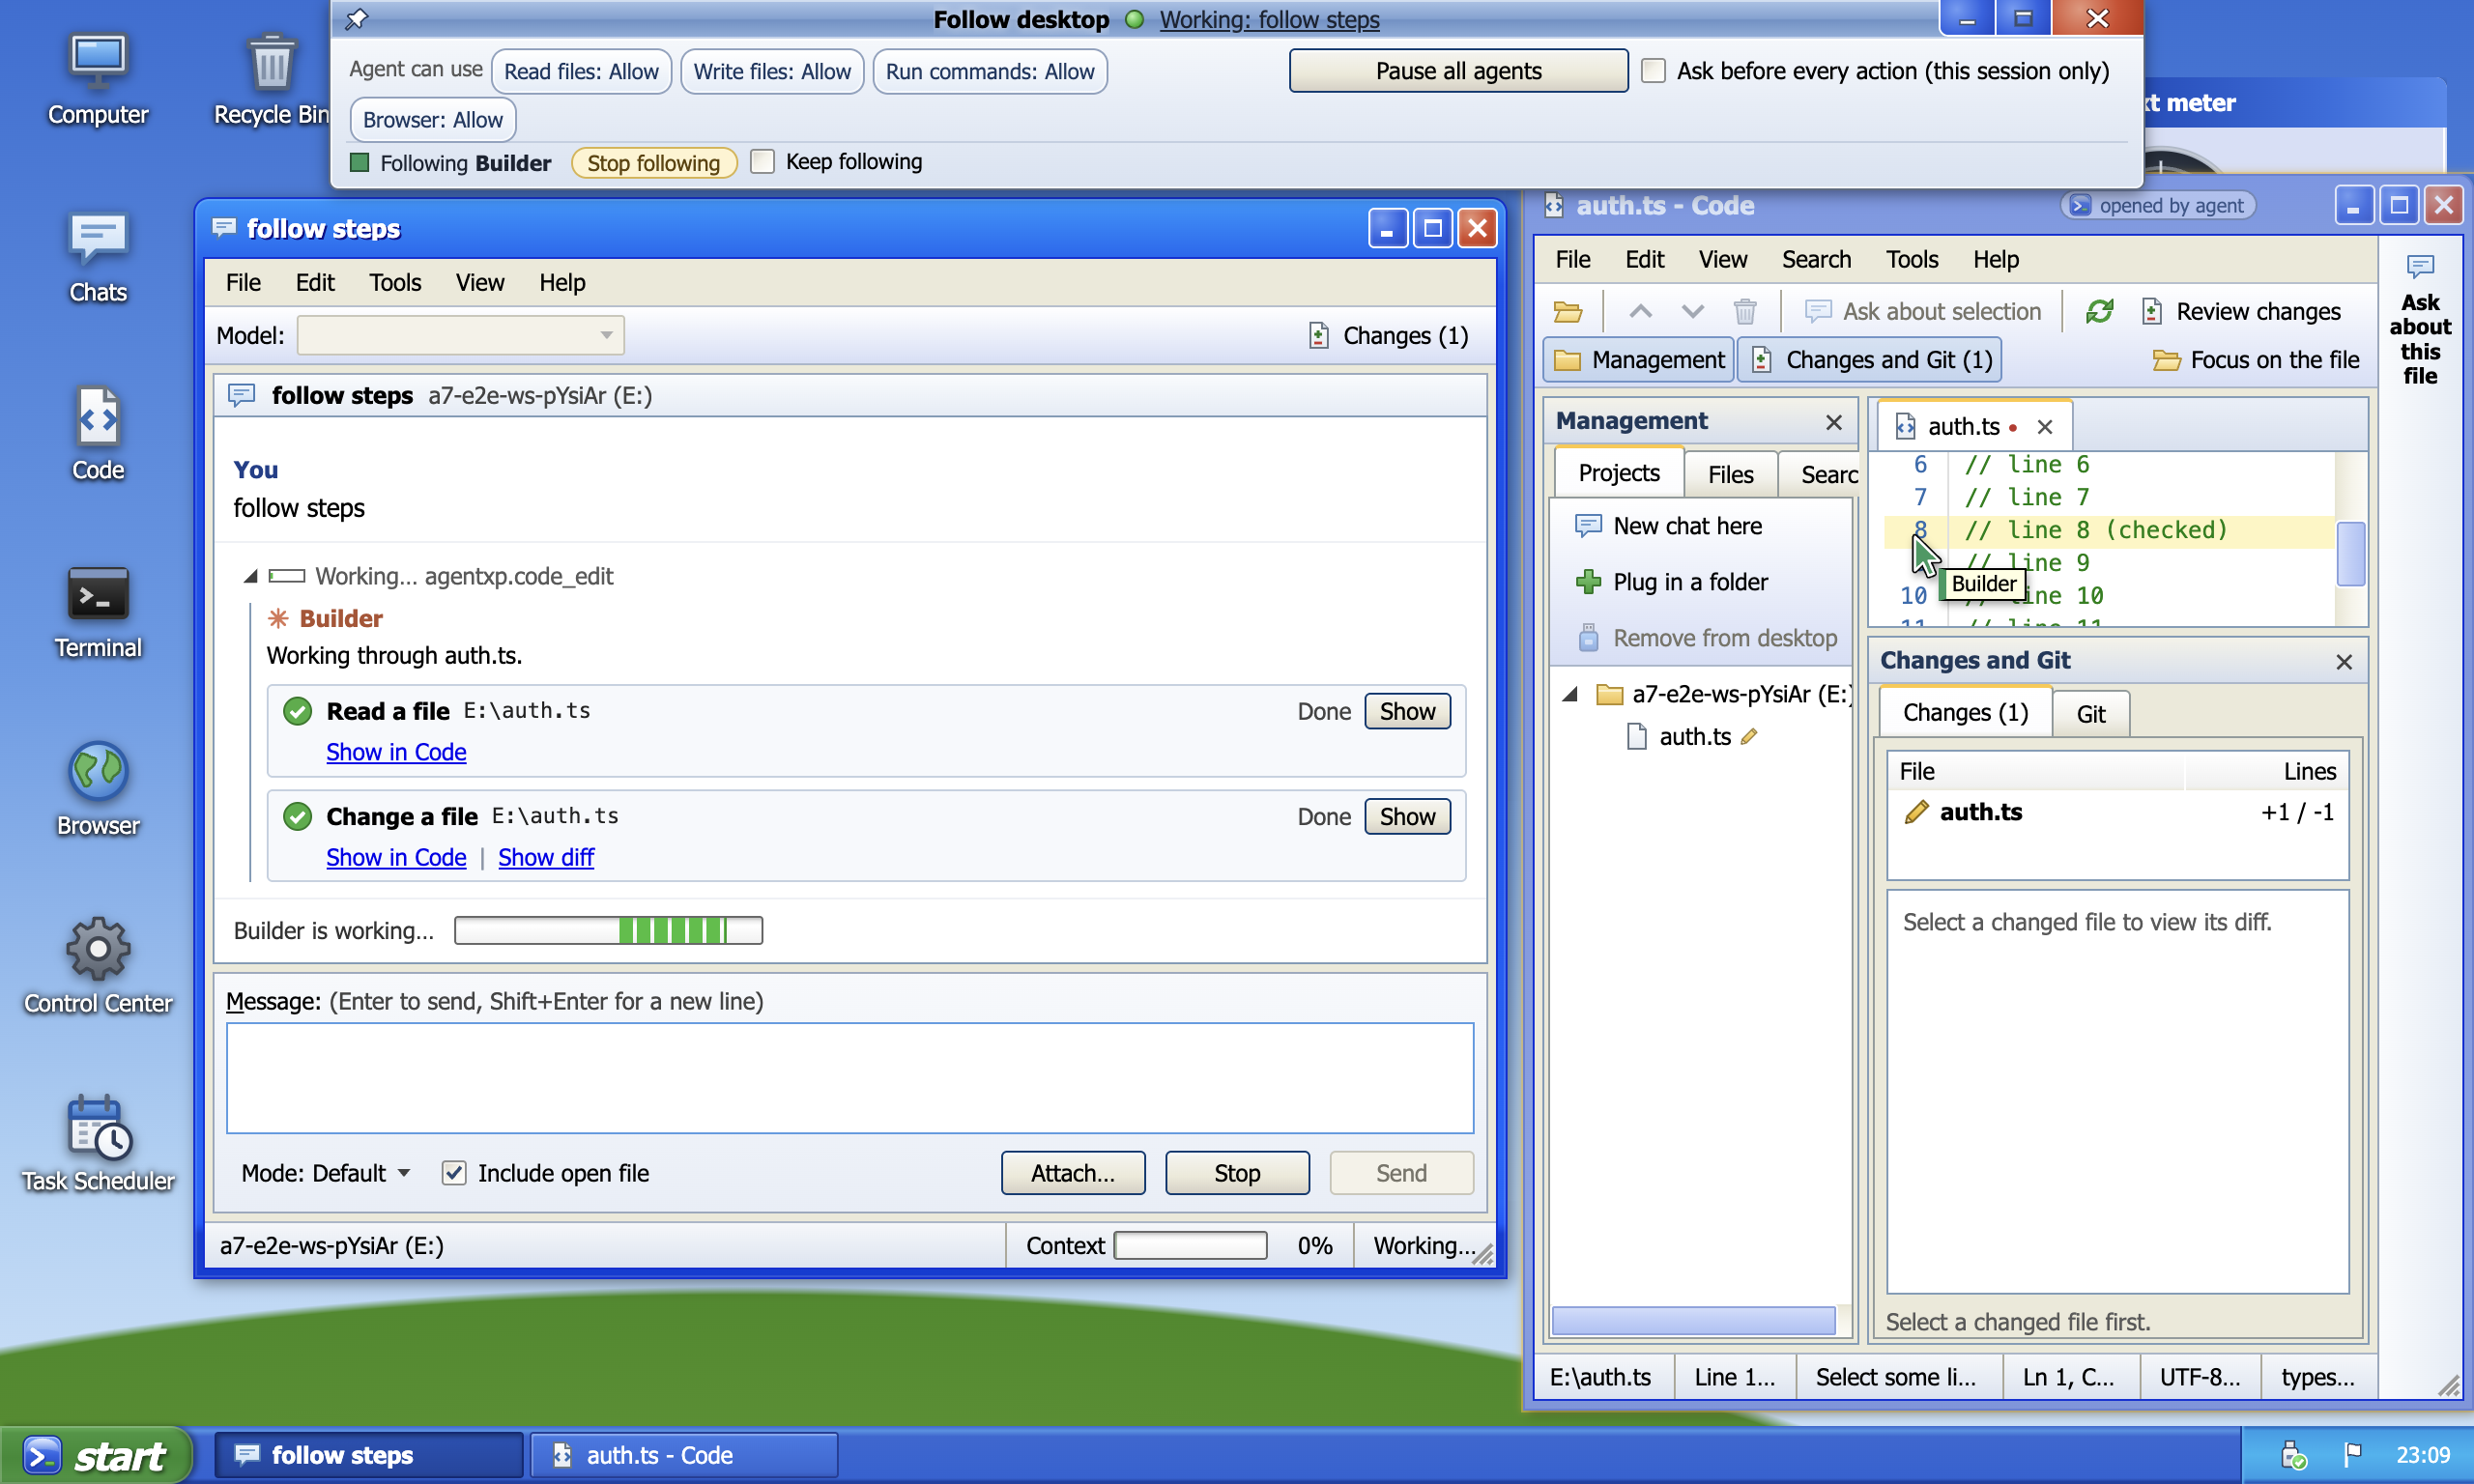 Follow desktop Working: follow steps
Agent can use Read files: Allow Write files: Allow Run commands: Allow Pause all agents Ask before every action (this session only)
Browser: Allow
Following Builder Stop following Keep following
Computer
Recycle Bin
Chats
Code
Terminal
Browser
Control Center
Task Scheduler
meter
follow steps
File Edit Tools View Help
Model: Changes (1)
follow steps a7-e2e-ws-pYsiAr (E:)
You
follow steps
Working... agentxp.code_edit
Builder
Working through auth.ts.
Read a file E:\auth.ts Done Show
Show in Code
Change a file E:\auth.ts Done Show
Show in Code | Show diff
Builder is working...
Message: (Enter to send, Shift+Enter for a new line)
Mode: Default Include open file Attach... Stop Send
a7-e2e-ws-pYsiAr (E:) Context 0% Working...
auth.ts - Code opened by agent
File Edit View Search Tools Help
Ask about selection Review changes
Management Changes and Git (1) Focus on the file
Ask
about
this
file
Management
Projects Files Searc
New chat here
Plug in a folder
Remove from desktop
a7-e2e-ws-pYsiAr (E:)
auth.ts
auth.ts
6 // line 6
7 // line 7
8 // line 8 (checked)
// line 9
10 // line 10
11 // line 11
Builder
Changes and Git
Changes (1) Git
File Lines
auth.ts +1 / -1
Select a changed file to view its diff.
Select a changed file first.
E:\auth.ts Line 1... Select some li... Ln 1, C... UTF-8... types...
start follow steps auth.ts - Code 23:09